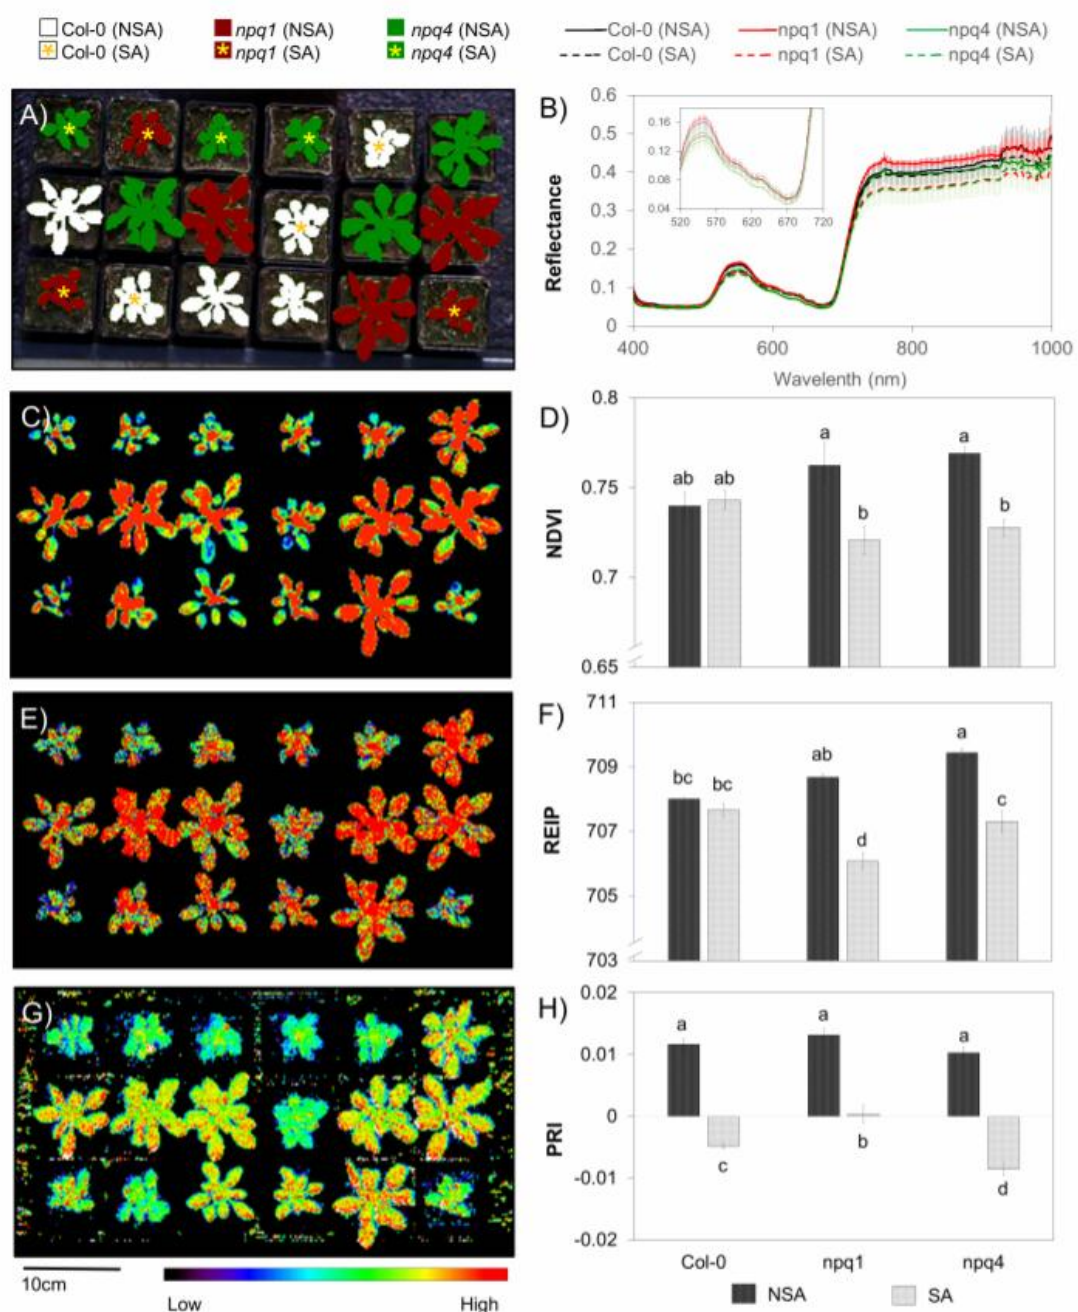 Col-0 (NSA) npq1 (NSA) npq4 (NSA)
* Col-0 (SA) * npq1 (SA) * npq4 (SA)
Col-0 (NSA) npq1 (NSA) npq4 (NSA)
Col-0 (SA) npq1 (SA) npq4 (SA)
A)
B)
Reflectance
0.6
0.5
0.4
0.3
0.2
0.1
0
0.16
0.12
0.08
0.04
520 570 620 670 720
400 600 800 1000
Wavelenth (nm)
C)
D)
NDVI
0.8
0.75
0.7
0.65
ab ab a b a b
E)
F)
REIP
711
709
707
705
703
bc bc ab d a c
G)
H)
PRI
0.02
0.01
0
-0.01
-0.02
a c a b a d
Col-0 npq1 npq4
NSA SA
10cm
Low High